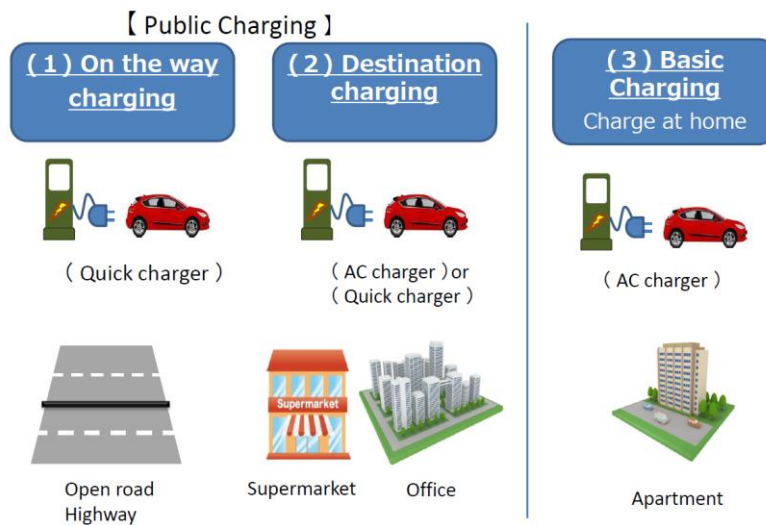 【 Public Charging 】
(1) On the way
charging
(2) Destination
charging
(3) Basic
Charging
Charge at home
( Quick charger )
( AC charger ) or
( Quick charger )
( AC charger )
Supermarket
Open road
Highway
Supermarket
Office
Apartment